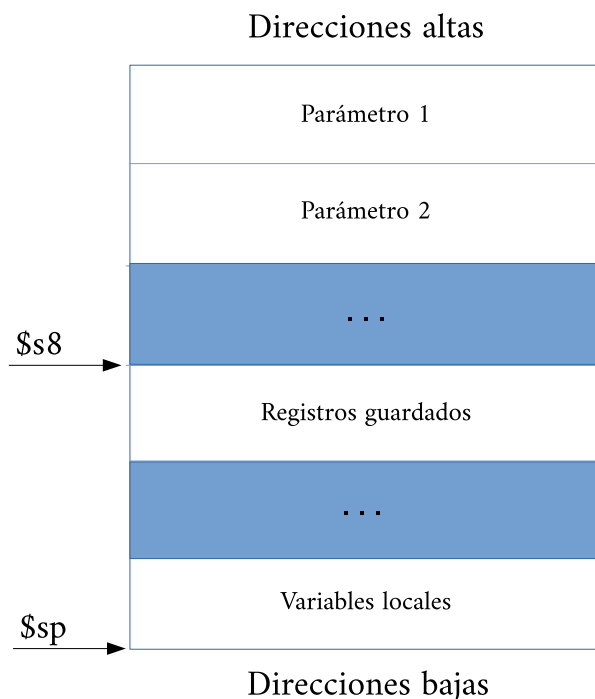 Direcciones altas
Parámetro 1
Parámetro 2
...
$s8
Registros guardados
...
Variables locales
$sp
Direcciones bajas